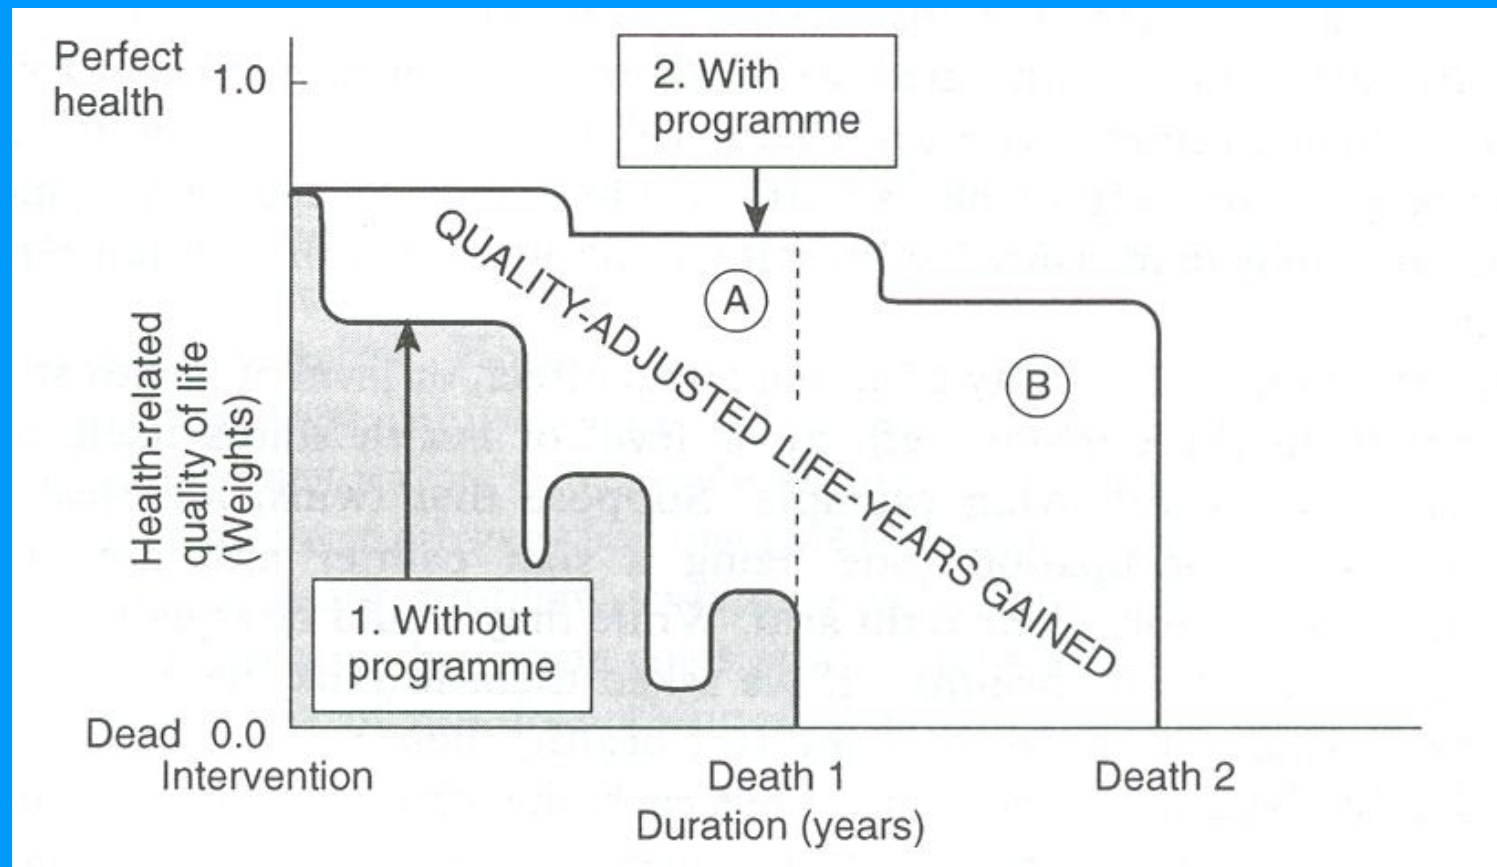 Perfect
health
1.0
2. With
programme
QUALITY-ADJUSTED LIFE-YEARS GAINED
A
B
Health-related
quality of life
(Weights)
1. Without
programme
Dead 0.0
Intervention
Death 1
Death 2
Duration (years)